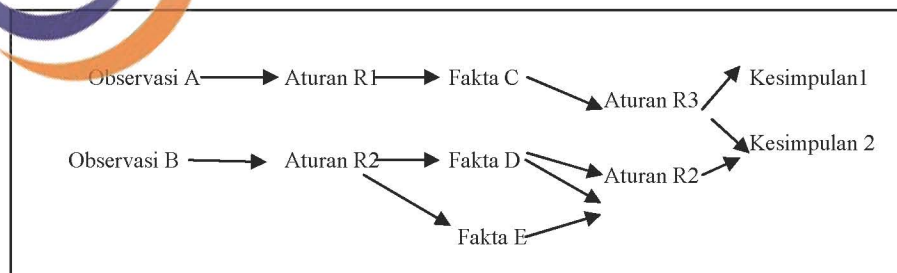 Observasi A Aturan R1 Fakta C Kesimpulan1
Aturan R3
Kesimpulan 2
Observasi B Aturan R2 Fakta D
Aturan R2
Fakta E